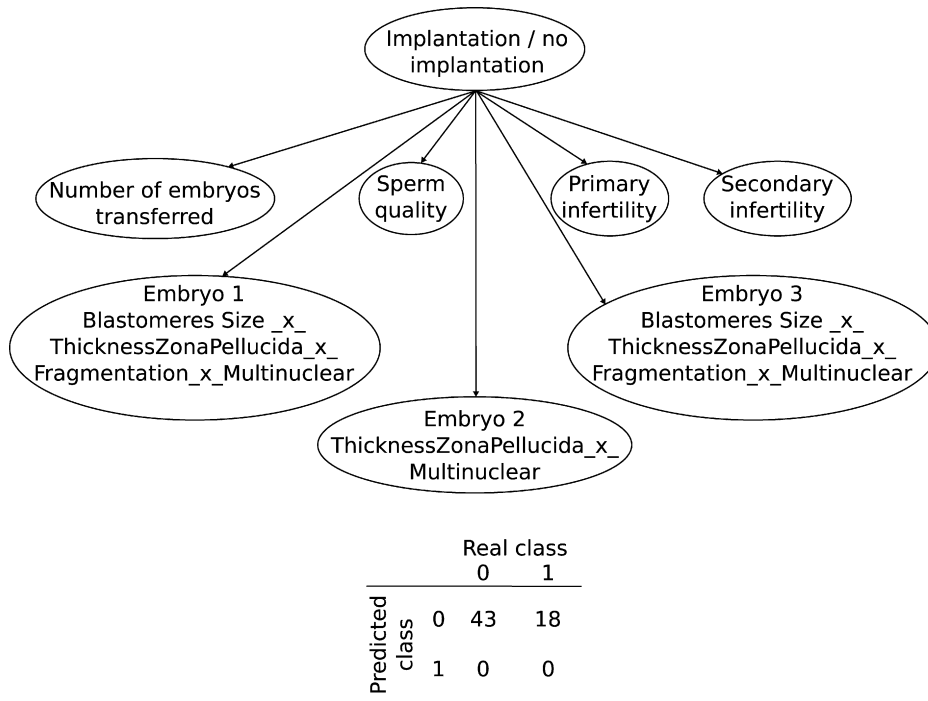 Implantation / no
implantation
Number of embryos
transferred
Sperm
quality
Primary
infertility
Secondary
infertility
Embryo 1
Blastomeres Size _x_
ThicknessZonaPellucida_x_
Fragmentation_x_Multinuclear
Embryo 3
Blastomeres Size _x_
ThicknessZonaPellucida_x_
Fragmentation_x_Multinuclear
Embryo 2
ThicknessZonaPellucida_x_
Multinuclear
Real class
0 1
Predicted
class
0 43 18
1 0 0